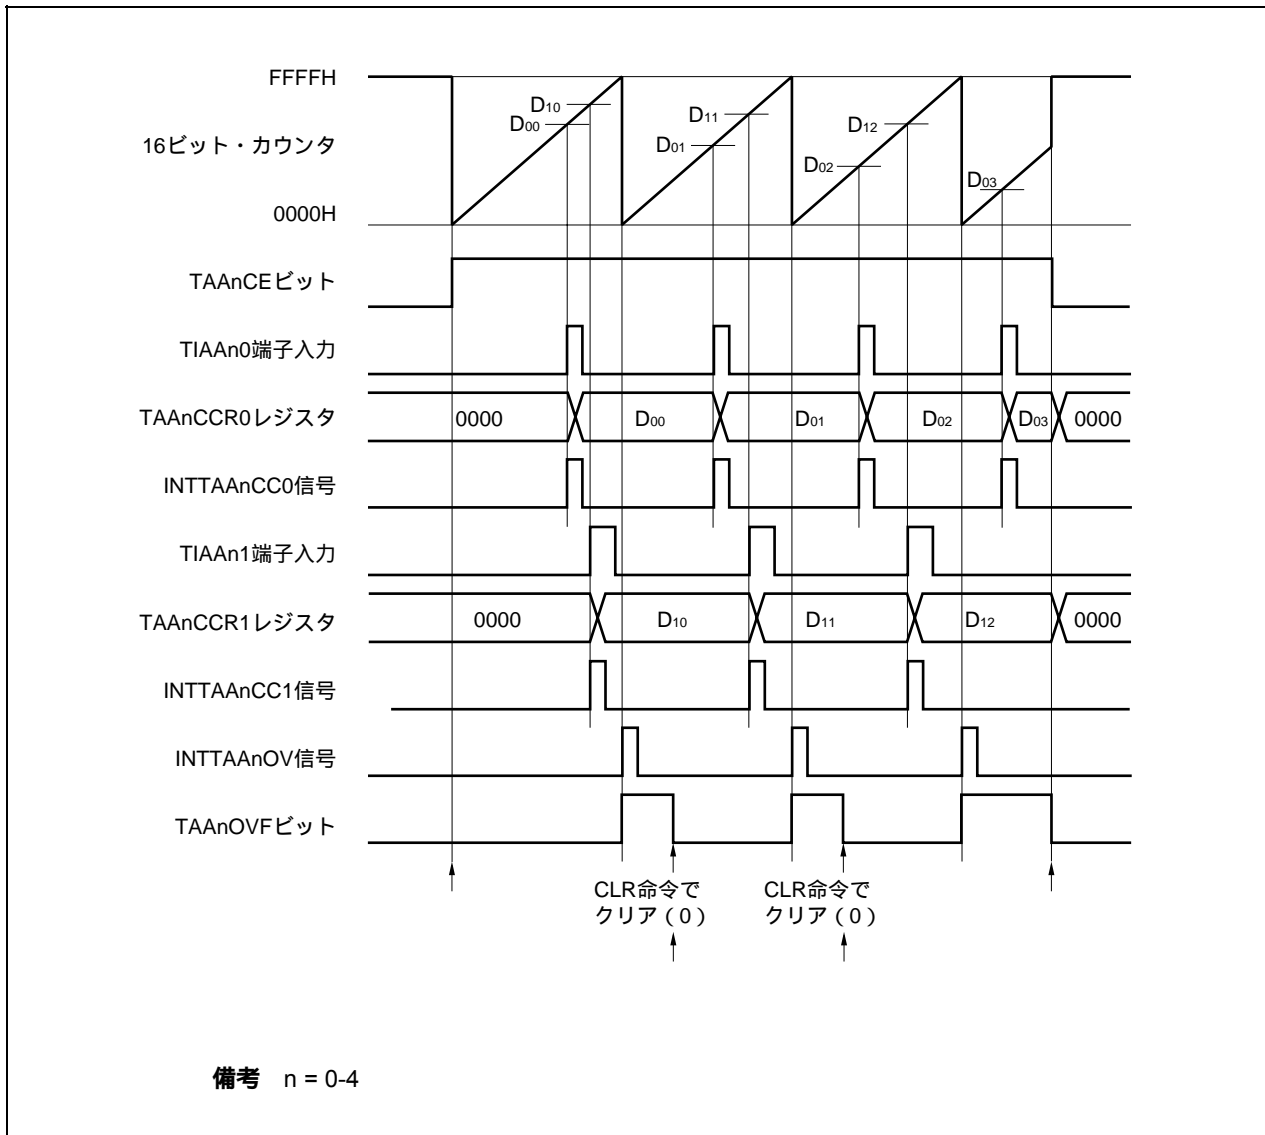 FFFFH
D10
D00
D11
D01
D12
D02
D03
16ビット・カウンタ
0000H
TAAnCEビット
TIAAn0端子入力
TAAnCCR0レジスタ
0000
D00
D01
D02
D03
0000
INTTAAnCC0信号
TIAAn1端子入力
TAAnCCR1レジスタ
0000
D10
D11
D12
0000
INTTAAnCC1信号
INTTAAnOV信号
TAAnOVFビット
CLR命令で
クリア(0)
CLR命令で
クリア(0)
備考 n = 0-4